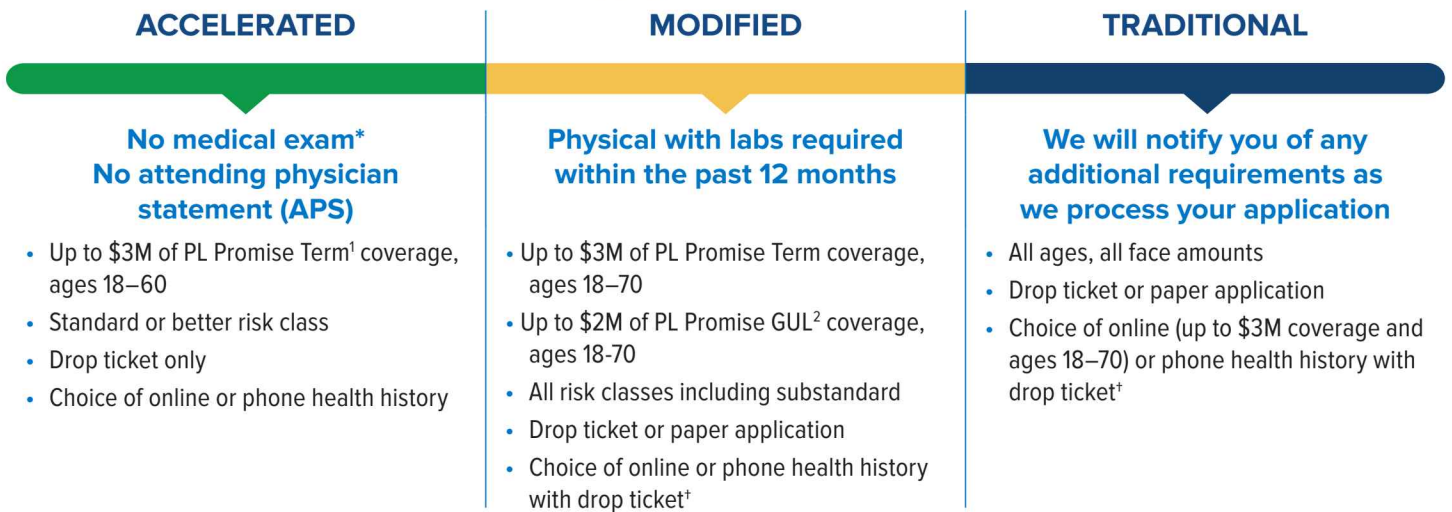 ACCELERATED
No medical exam*
No attending physician
statement (APS)
• Up to $3M of PL Promise Term¹ coverage,
ages 18–60
• Standard or better risk class
• Drop ticket only
• Choice of online or phone health history
MODIFIED
Physical with labs required
within the past 12 months
• Up to $3M of PL Promise Term coverage,
ages 18–70
• Up to $2M of PL Promise GUL² coverage,
ages 18-70
• All risk classes including substandard
• Drop ticket or paper application
• Choice of online or phone health history
with drop ticket†
TRADITIONAL
We will notify you of any
additional requirements as
we process your application
• All ages, all face amounts
• Drop ticket or paper application
• Choice of online (up to $3M coverage and
ages 18–70) or phone health history with
drop ticket†